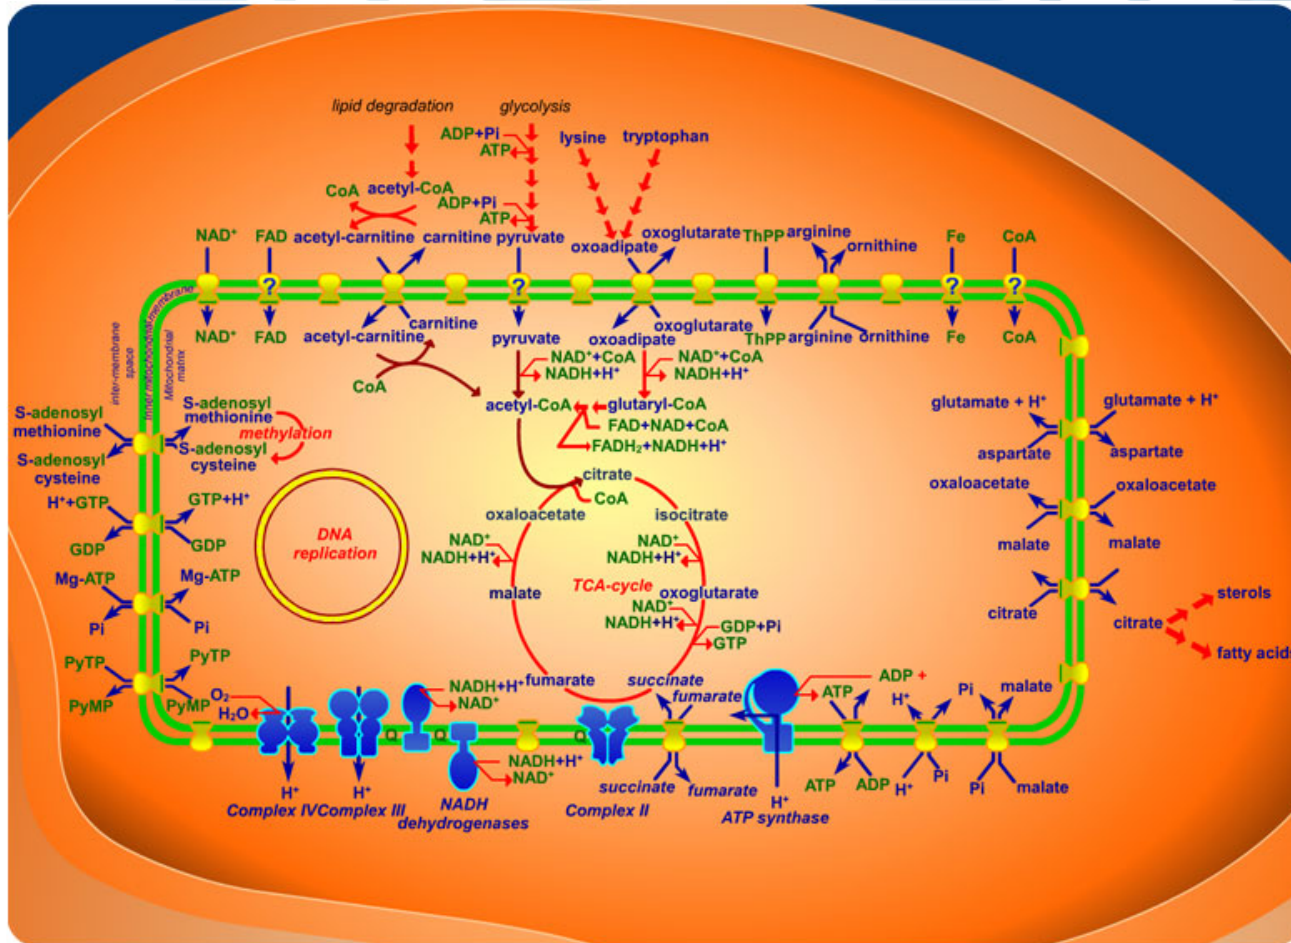 lipid degradation
glycolysis
ADP+Pi
ATP
lysine
tryptophan
CoA
acetyl-CoA
ADP+Pi
ATP
NAD⁺
FAD
acetyl-carnitine
carnitine
pyruvate
oxoadipate
oxoglutarate
ThPP
arginine
ornithine
Fe
CoA
?
?
?
?
inter-membrane
space
Inner mitochondrial membrane
Mitochondrial
matrix
NAD⁺
FAD
acetyl-carnitine
carnitine
pyruvate
oxoadipate
oxoglutarate
ThPP
arginine
ornithine
Fe
CoA
CoA
NAD⁺+CoA
NADH+H⁺
NAD⁺+CoA
NADH+H⁺
acetyl-CoA
glutaryl-CoA
FAD+NAD+CoA
FADH₂+NADH+H⁺
S-adenosyl
methionine
S-adenosyl
cysteine
S-adenosyl
methionine
methylation
S-adenosyl
cysteine
H⁺+GTP
GDP
GTP+H⁺
GDP
Mg-ATP
Pi
Mg-ATP
Pi
PyTP
PyMP
PyTP
PyMP
DNA
replication
citrate
CoA
oxaloacetate
isocitrate
NAD⁺
NADH+H⁺
NAD⁺
NADH+H⁺
TCA-cycle
malate
oxoglutarate
NAD⁺
NADH+H⁺
GDP+Pi
GTP
fumarate
succinate
glutamate + H⁺
aspartate
glutamate + H⁺
aspartate
oxaloacetate
malate
oxaloacetate
malate
citrate
citrate
sterols
fatty acids
O₂
H₂O
NADH+H⁺
NAD⁺
fumarate
ATP
ADP +
H⁺
Pi
malate
Q
Q
Q
NADH+H⁺
NAD⁺
H⁺
H⁺
succinate
fumarate
H⁺
ATP
ADP
H⁺
Pi
Pi
malate
Complex IV
Complex III
NADH
dehydrogenases
Complex II
ATP synthase